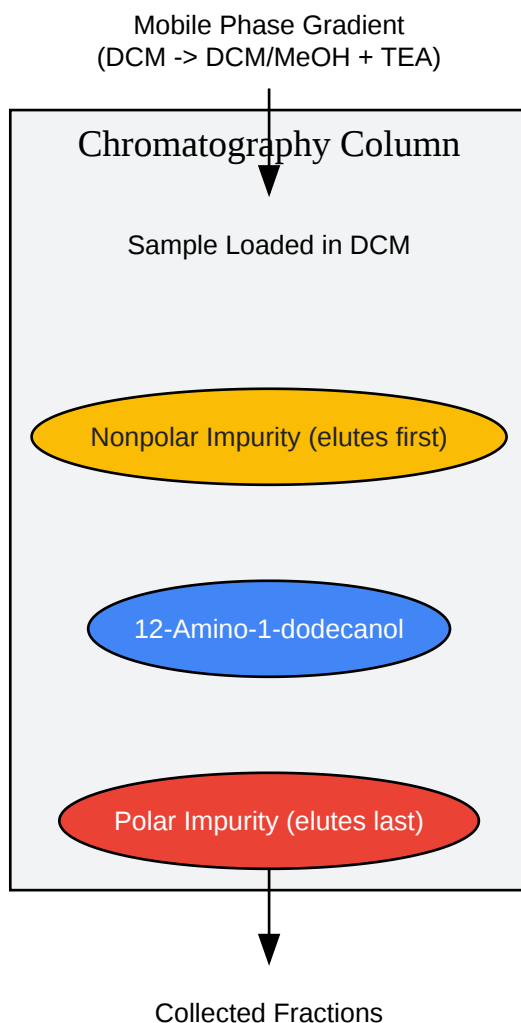 Mobile Phase Gradient
(DCM -> DCM/MeOH + TEA)
Chromatography Column
Sample Loaded in DCM
Nonpolar Impurity (elutes first)
12-Amino-1-dodecanol
Polar Impurity (elutes last)
Collected Fractions